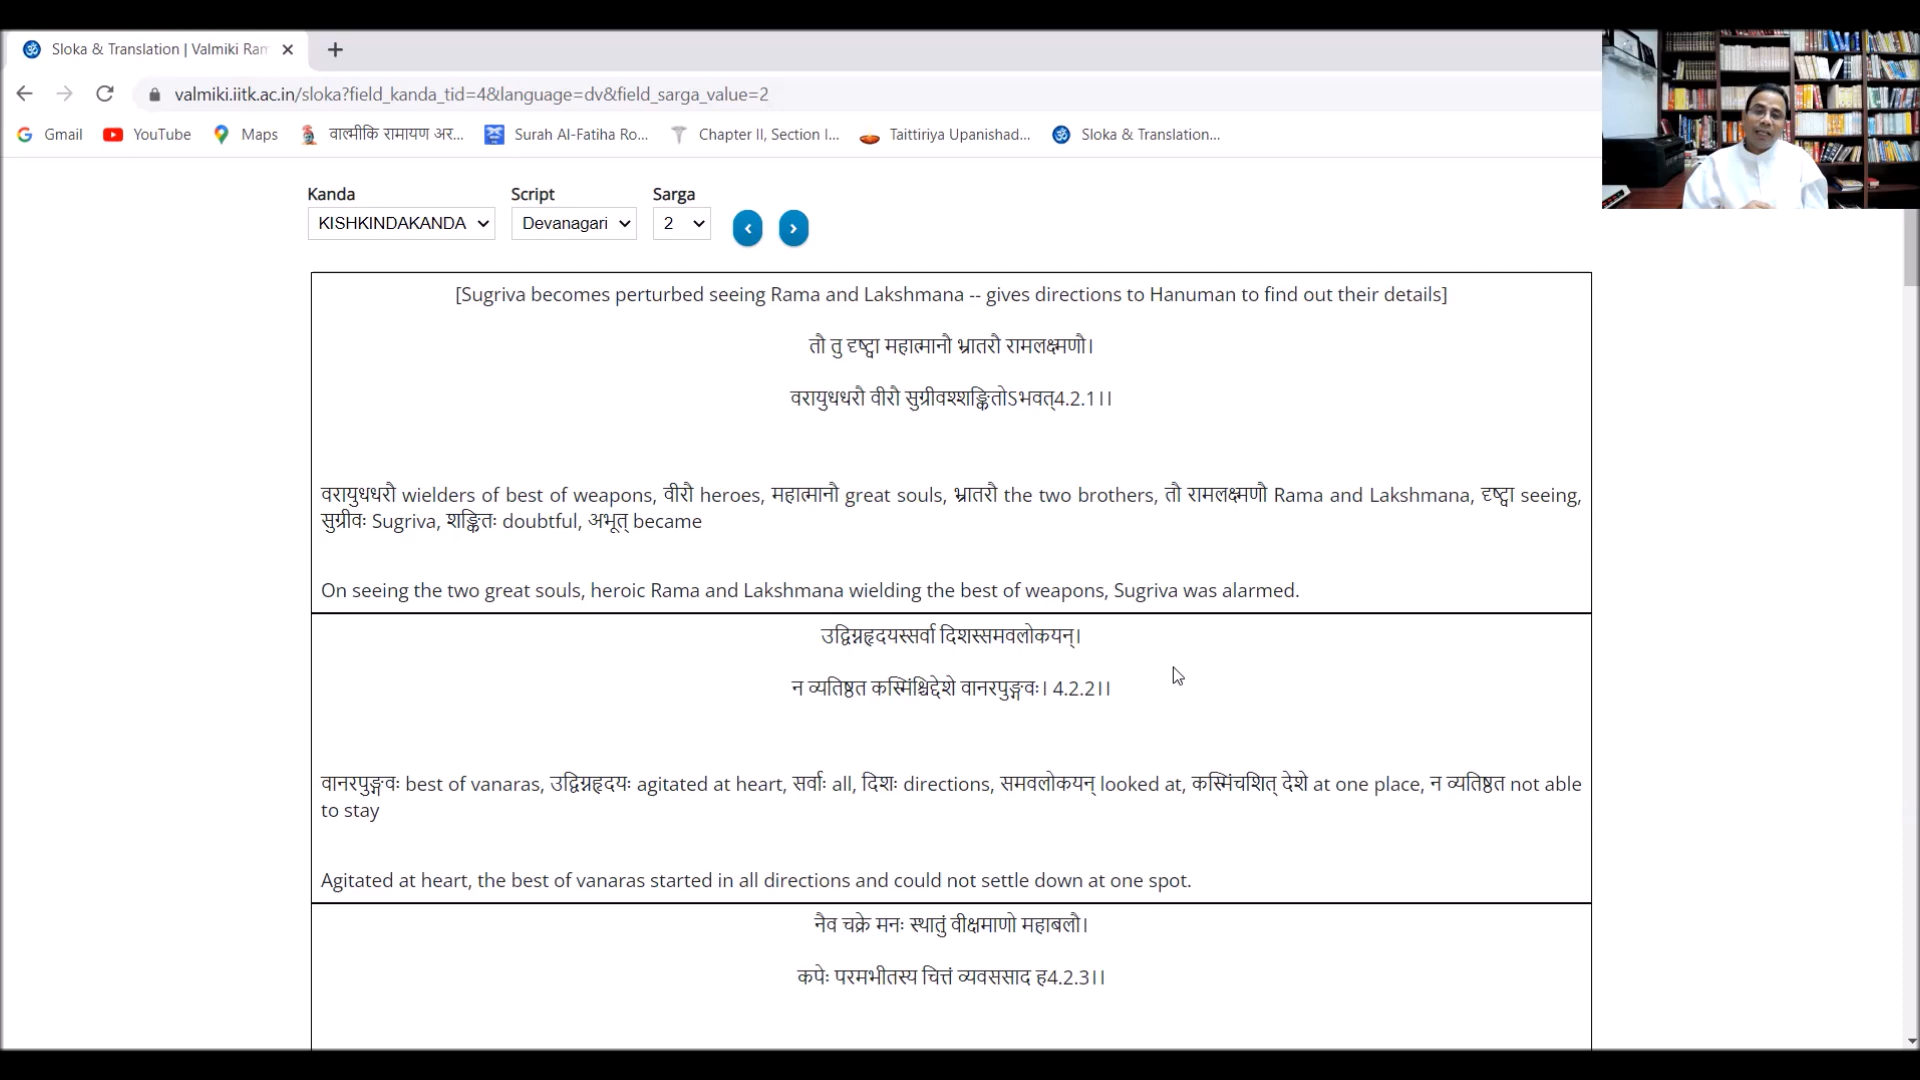 Sloka & Translation | Valmiki Ram
valmiki.iitk.ac.in/sloka?field_kanda_tid=4&language=dv&field_sarga_value=2
Gmail YouTube Maps वाल्मीकि रामायण अर... Surah Al-Fatiha Ro... Chapter II, Section I... Taittiriya Upanishad... Sloka & Translation...
Kanda Script Sarga
KISHKINDAKANDA Devanagari 2
[Sugriva becomes perturbed seeing Rama and Lakshmana -- gives directions to Hanuman to find out their details]
तौ तु दृष्ट्वा महात्मानौ भ्रातरौ रामलक्ष्मणौ।
वरायुधधरौ वीरौ सुग्रीवश्शङ्कितोऽभवत्4.2.1।।
वरायुधधरौ wielders of best of weapons, वीरौ heroes, महात्मानौ great souls, भ्रातरौ the two brothers, तौ रामलक्ष्मणौ Rama and Lakshmana, दृष्ट्वा seeing,
सुग्रीवः Sugriva, शङ्कितः doubtful, अभूत् became
On seeing the two great souls, heroic Rama and Lakshmana wielding the best of weapons, Sugriva was alarmed.
उद्विग्नहृदयस्सर्वा दिशस्समवलोकयन्।
न व्यतिष्ठत कस्मिंश्चिद्देशे वानरपुङ्गवः। 4.2.2।।
वानरपुङ्गवः best of vanaras, उद्विग्नहृदयः agitated at heart, सर्वाः all, दिशः directions, समवलोकयन् looked at, कस्मिंचशित् देशे at one place, न व्यतिष्ठत not able
to stay
Agitated at heart, the best of vanaras started in all directions and could not settle down at one spot.
नैव चक्रे मनः स्थातुं वीक्षमाणो महाबलौ।
कपेः परमभीतस्य चित्तं व्यवससाद ह4.2.3।।